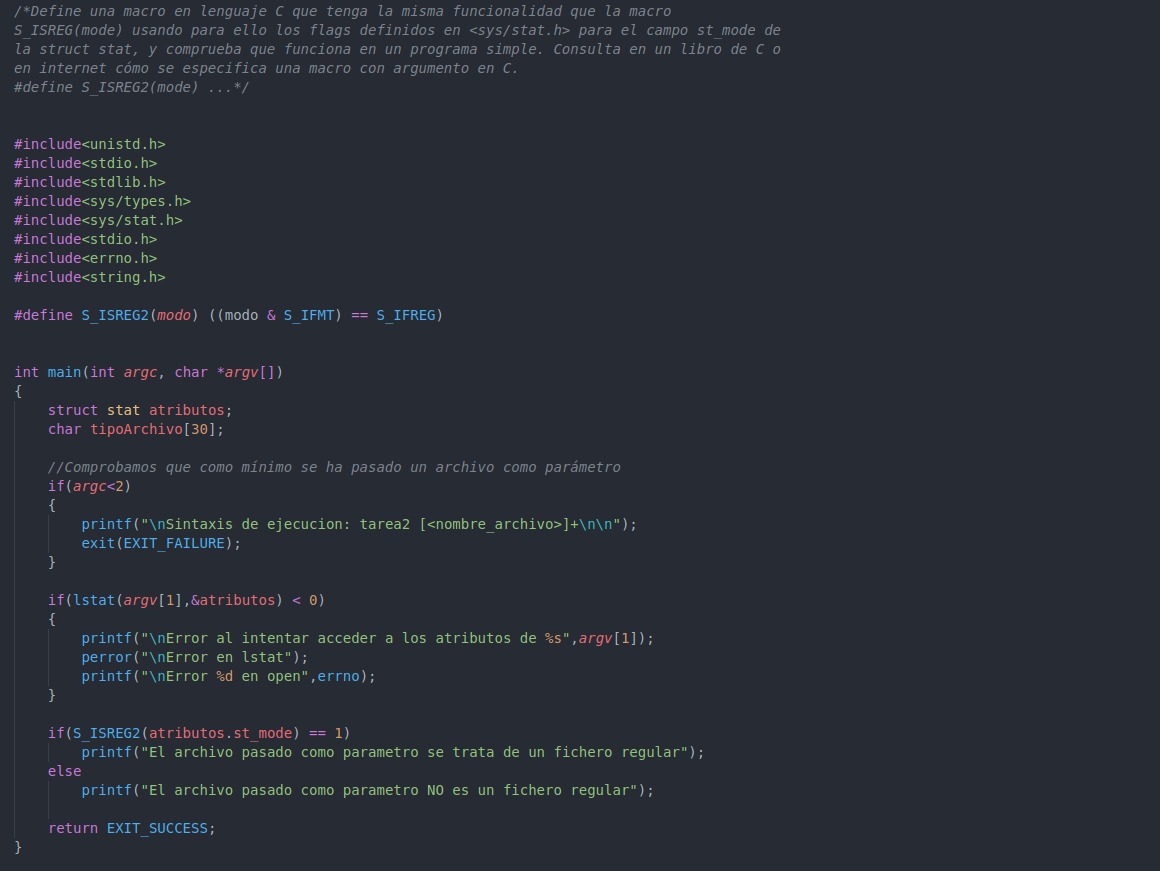 /*Define una macro en lenguaje C que tenga la misma funcionalidad que la macro
S_ISREG(mode) usando para ello los flags definidos en <sys/stat.h> para el campo st_mode de
la struct stat, y comprueba que funciona en un programa simple. Consulta en un libro de C o
en internet cómo se especifica una macro con argumento en C.
#define S_ISREG2(mode) ...*/
#include<unistd.h>
#include<stdio.h>
#include<stdlib.h>
#include<sys/types.h>
#include<sys/stat.h>
#include<stdio.h>
#include<errno.h>
#include<string.h>
#define S_ISREG2(modo) ((modo & S_IFMT) == S_IFREG)
int main(int argc, char *argv[])
{
struct stat atributos;
char tipoArchivo[30];
//Comprobamos que como mínimo se ha pasado un archivo como parámetro
if(argc<2)
{
printf("\nSintaxis de ejecucion: tarea2 [<nombre_archivo>]+\n\n");
exit(EXIT_FAILURE);
}
if(lstat(argv[1],&atributos) < 0)
{
printf("\nError al intentar acceder a los atributos de %s",argv[1]);
perror("\nError en lstat");
printf("\nError %d en open",errno);
}
if(S_ISREG2(atributos.st_mode) == 1)
printf("El archivo pasado como parametro se trata de un fichero regular");
else
printf("El archivo pasado como parametro NO es un fichero regular");
return EXIT_SUCCESS;
}